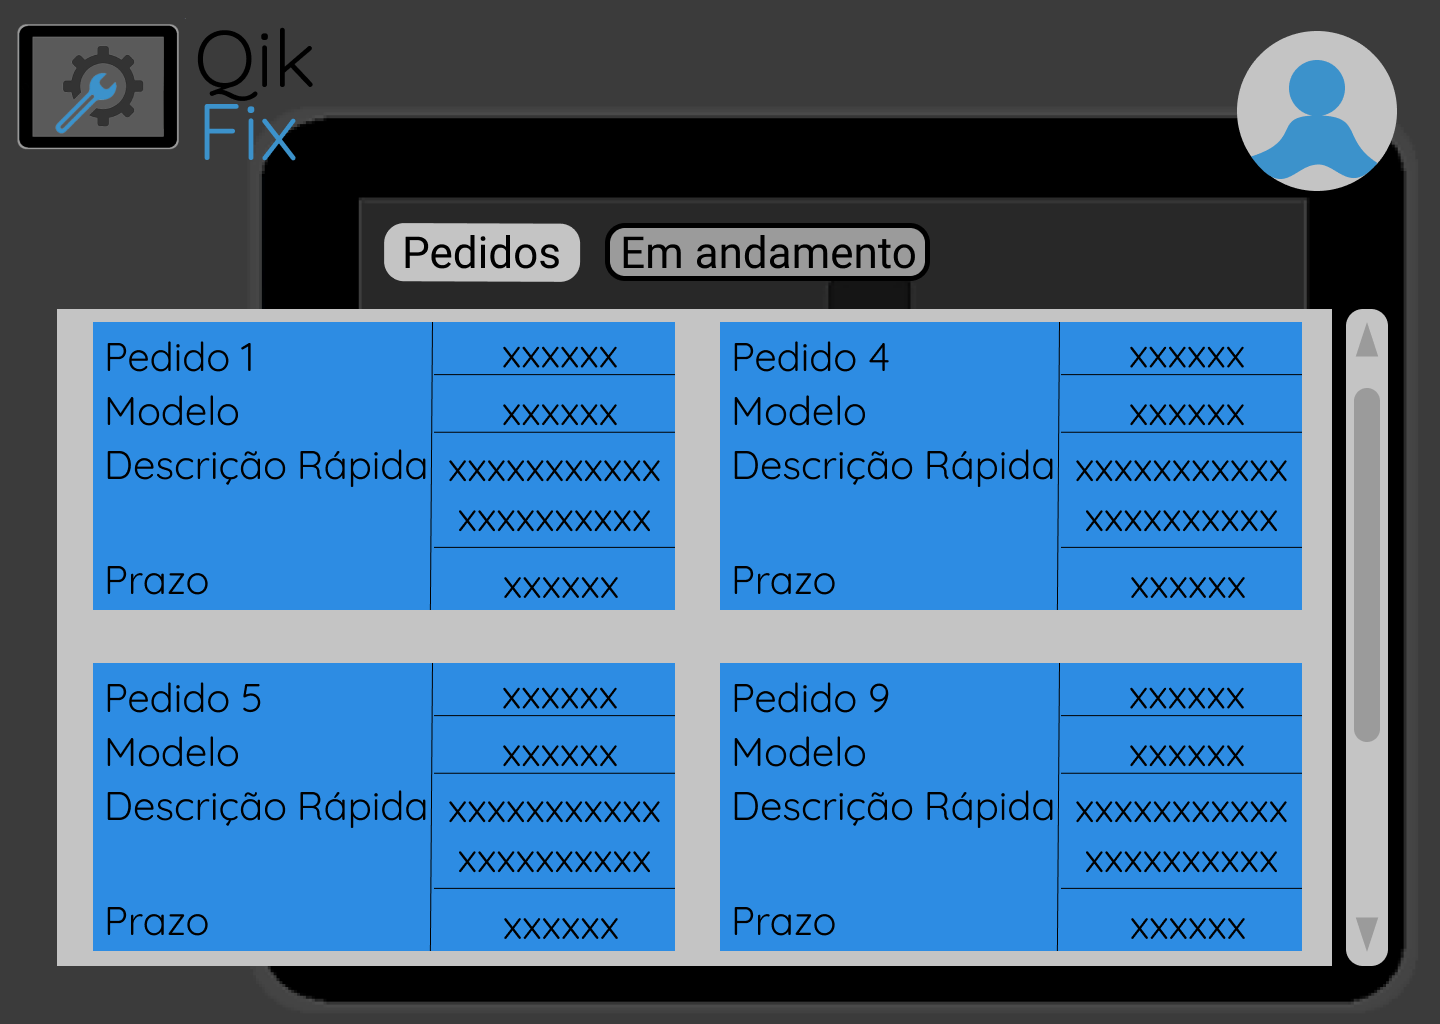 Qik
Fix
Pedidos
Em andamento
Pedido 1 xxxxxx
Modelo xxxxxx
Descrição Rápida xxxxxxxxxxx
xxxxxxxxxx
Prazo xxxxxx
Pedido 4 xxxxxx
Modelo xxxxxx
Descrição Rápida xxxxxxxxxxx
xxxxxxxxxx
Prazo xxxxxx
Pedido 5 xxxxxx
Modelo xxxxxx
Descrição Rápida xxxxxxxxxxx
xxxxxxxxxx
Prazo xxxxxx
Pedido 9 xxxxxx
Modelo xxxxxx
Descrição Rápida xxxxxxxxxxx
xxxxxxxxxx
Prazo xxxxxx